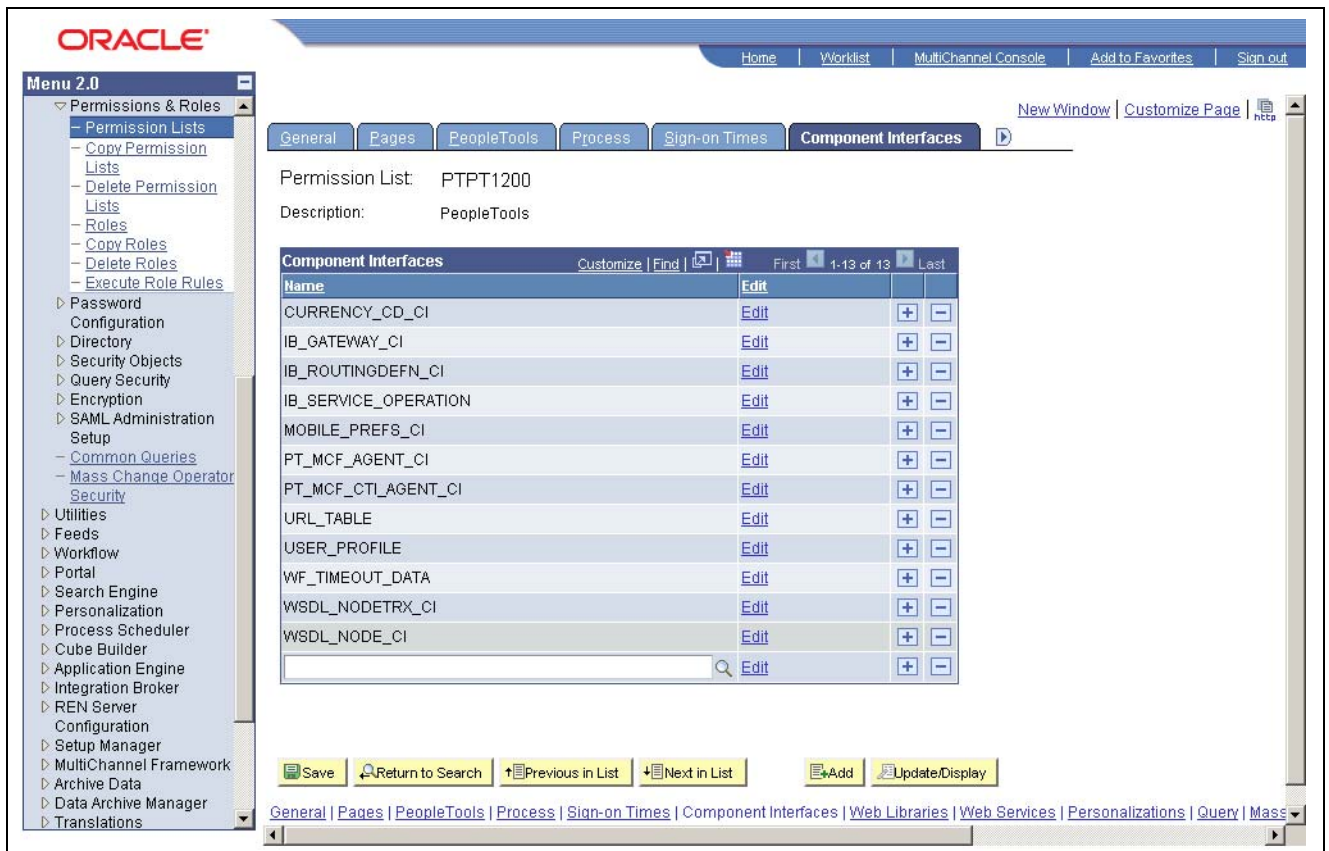 ORACLE'
Home | Worklist | MultiChannel Console | Add to Favorites | Sign out
Menu 2.0
Permissions & Roles
– Permission Lists
– Copy Permission
Lists
– Delete Permission
Lists
– Roles
– Copy Roles
– Delete Roles
– Execute Role Rules
Password
Configuration
Directory
Security Objects
Query Security
Encryption
SAML Administration
Setup
– Common Queries
– Mass Change Operator
Security
Utilities
Feeds
Workflow
Portal
Search Engine
Personalization
Process Scheduler
Cube Builder
Application Engine
Integration Broker
REN Server
Configuration
Setup Manager
MultiChannel Framework
Archive Data
Data Archive Manager
Translations
New Window | Customize Page | http
General Pages PeopleTools Process Sign-on Times Component Interfaces
Permission List: PTPT1200
Description: PeopleTools
Component Interfaces Customize | Find | First 1-13 of 13 Last
Name Edit
CURRENCY_CD_CI Edit
IB_GATEWAY_CI Edit
IB_ROUTINGDEFN_CI Edit
IB_SERVICE_OPERATION Edit
MOBILE_PREFS_CI Edit
PT_MCF_AGENT_CI Edit
PT_MCF_CTI_AGENT_CI Edit
URL_TABLE Edit
USER_PROFILE Edit
WF_TIMEOUT_DATA Edit
WSDL_NODETRX_CI Edit
WSDL_NODE_CI Edit
Edit
Save Return to Search Previous in List Next in List Add Update/Display
General | Pages | PeopleTools | Process | Sign-on Times | Component Interfaces | Web Libraries | Web Services | Personalizations | Query | Mass